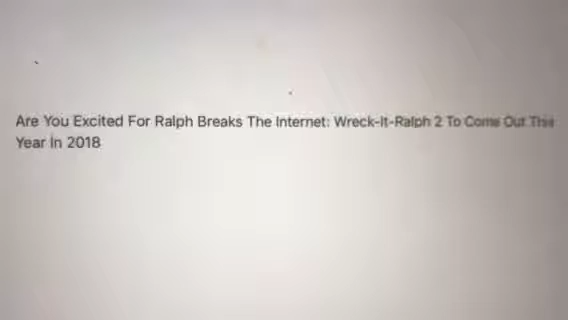 Are You Excited For Ralph Breaks The Internet: Wreck-It-Ralph 2 To Come Out This
Year In 2018